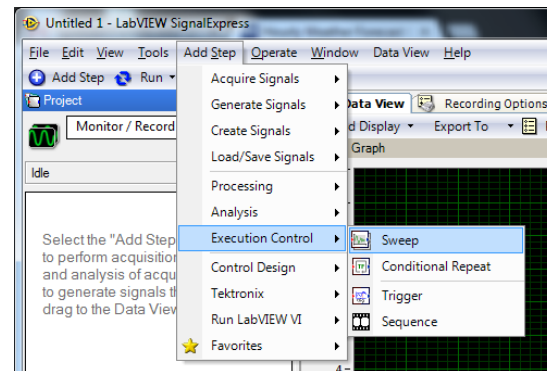 Untitled 1 - LabVIEW SignalExpress
File Edit View Tools Add Step Operate Window Data View Help
Add Step Run
Project
Monitor / Record
Idle
Select the "Add Step
to perform acquisition
and analysis of acqu
to generate signals th
drag to the Data View
Acquire Signals
Generate Signals
Create Signals
Load/Save Signals
Processing
Analysis
Execution Control
Control Design
Tektronix
Run LabVIEW VI
Favorites
Sweep
Conditional Repeat
Trigger
Sequence
Data View Recording Options
d Display Export To
Graph
4